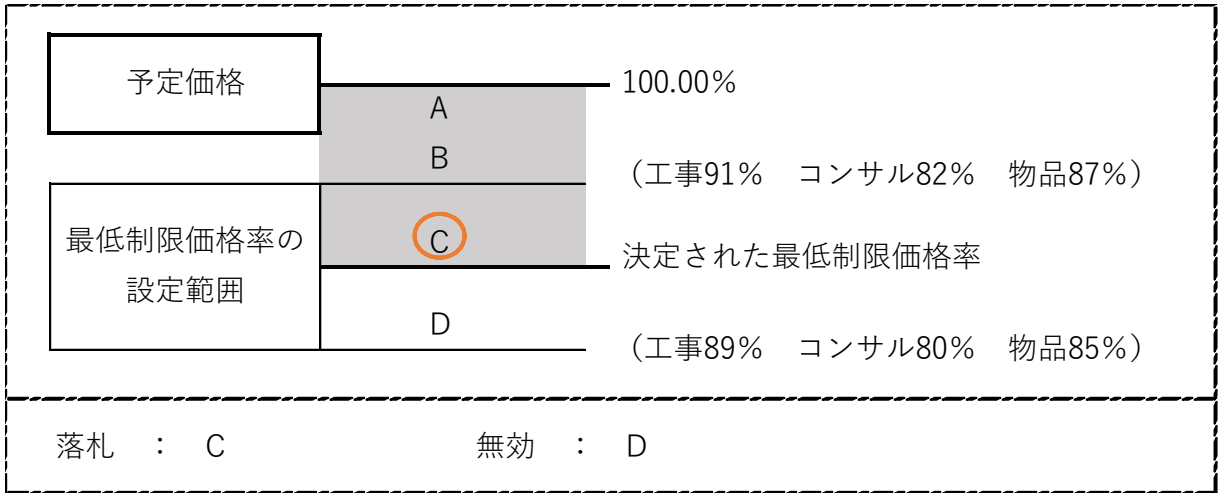 予定価格
100.00%
A
B
（工事91%　コンサル82%　物品87%）
最低制限価格率の
設定範囲
C
決定された最低制限価格率
D
（工事89%　コンサル80%　物品85%）
落札　：　C　　　　　　　無効　：　D